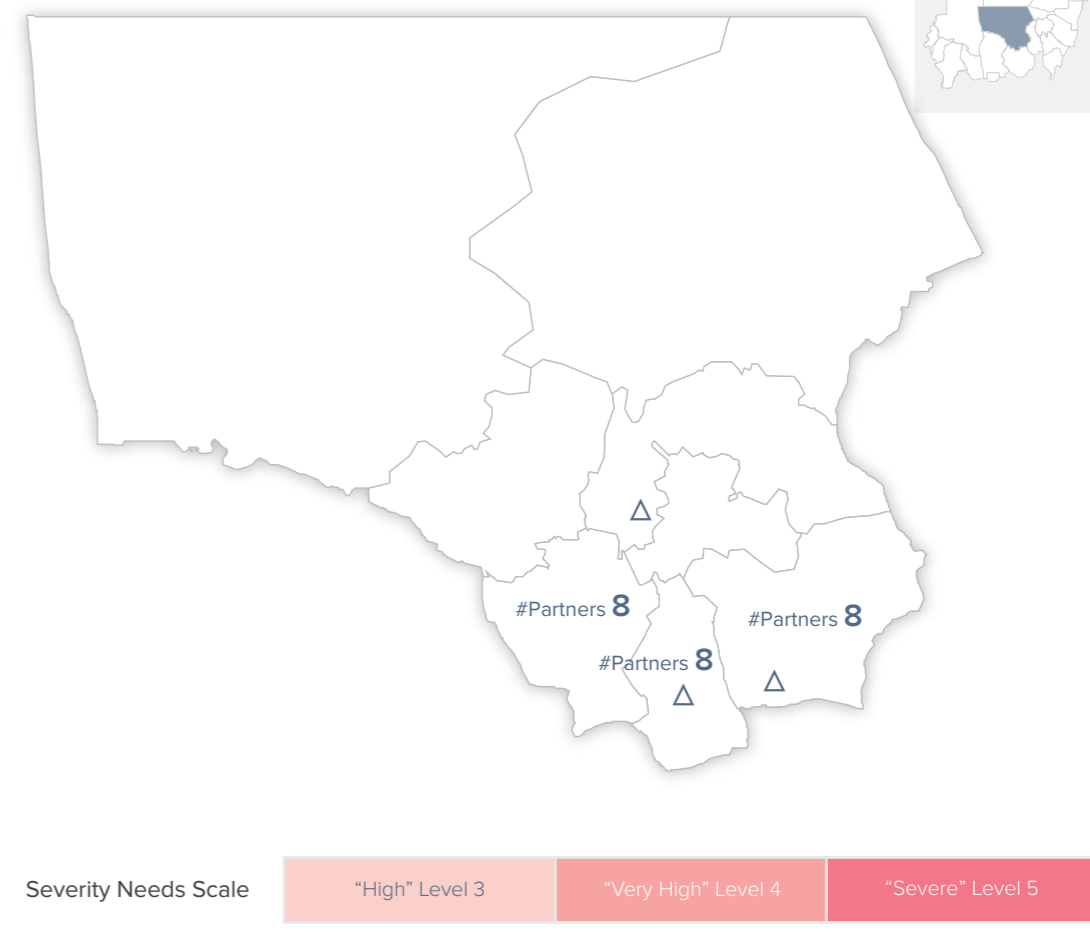 #Partners 8
#Partners 8
#Partners 8
Severity Needs Scale
“High” Level 3
“Very High” Level 4
“Severe” Level 5